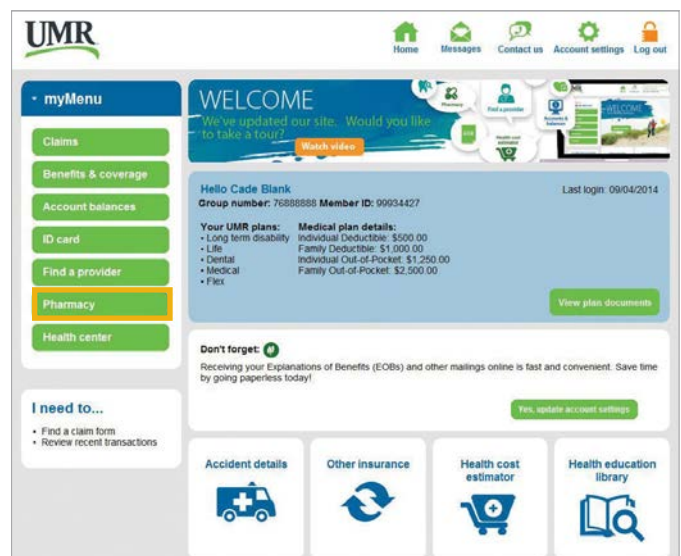 UMR
Home Messages Contact us Account settings Log out
myMenu
Claims
Benefits & coverage
Account balances
ID card
Find a provider
Pharmacy
Health center
I need to...
• Find a claim form
• Review recent transactions
WELCOME
We've updated our site. Would you like
to take a tour?
Watch video
Pharmacy
Find a provider
Health cost
estimator
Accounts &
balances
WELCOME
Hello Cade Blank
Last login: 09/04/2014
Group number: 76888888 Member ID: 99934427
Your UMR plans:
• Long term disability
• Life
• Dental
• Medical
• Flex
Medical plan details:
Individual Deductible: $500.00
Family Deductible: $1,000.00
Individual Out-of-Pocket: $1,250.00
Family Out-of-Pocket: $2,500.00
View plan documents
Don't forget:
Receiving your Explanations of Benefits (EOBs) and other mailings online is fast and convenient. Save time
by going paperless today!
Yes, update account settings
Accident details
Other insurance
Health cost
estimator
Health education
library